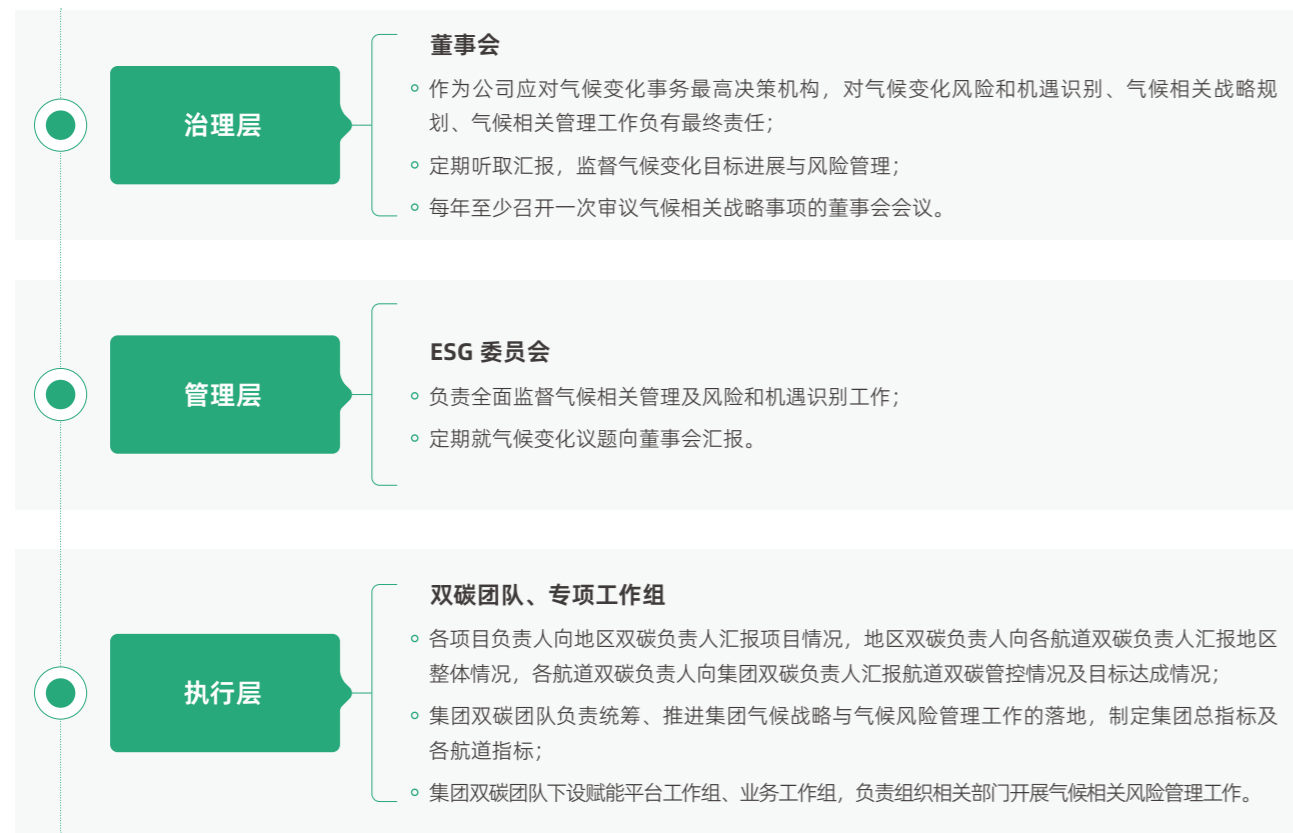 董事会
治理层
作为公司应对气候变化事务最高决策机构，对气候变化风险和机遇识别、气候相关战略规
划、气候相关管理工作负有最终责任；
定期听取汇报，监督气候变化目标进展与风险管理；
每年至少召开一次审议气候相关战略事项的董事会会议。
管理层
ESG 委员会
负责全面监督气候相关管理及风险和机遇识别工作；
定期就气候变化议题向董事会汇报。
执行层
双碳团队、专项工作组
各项目负责人向地区双碳负责人汇报项目情况，地区双碳负责人向各航道双碳负责人汇报地区
整体情况，各航道双碳负责人向集团双碳负责人汇报航道双碳管控情况及目标达成情况；
集团双碳团队负责统筹、推进集团气候战略与气候风险管理工作的落地，制定集团总指标及
各航道指标；
集团双碳团队下设赋能平台工作组、业务工作组，负责组织相关部门开展气候相关风险管理工作。